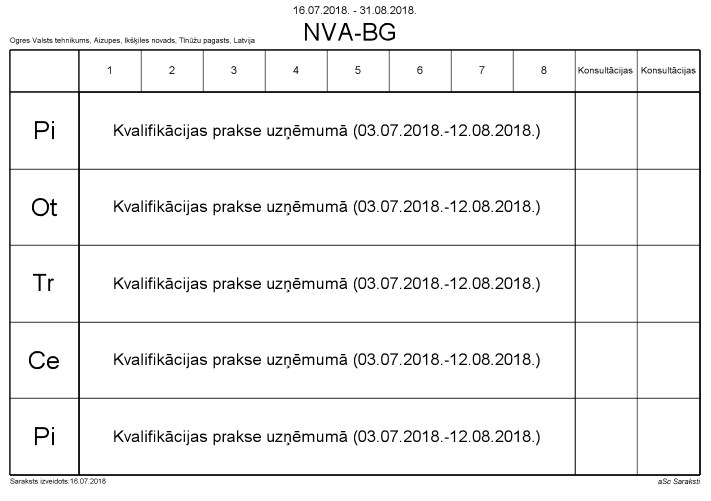 16.07.2018. - 31.08.2018.
NVA-BG
Ogres Valsts tehnikums, Aizupes, Ikšķiles novads, Tīnūžu pagasts, Latvija
1 2 3 4 5 6 7 8 Konsultācijas Konsultācijas
Pi Kvalifikācijas prakse uzņēmumā (03.07.2018.-12.08.2018.)
Ot Kvalifikācijas prakse uzņēmumā (03.07.2018.-12.08.2018.)
Tr Kvalifikācijas prakse uzņēmumā (03.07.2018.-12.08.2018.)
Ce Kvalifikācijas prakse uzņēmumā (03.07.2018.-12.08.2018.)
Pi Kvalifikācijas prakse uzņēmumā (03.07.2018.-12.08.2018.)
Saraksts izveidots:16.07.2018 aSc Saraksti